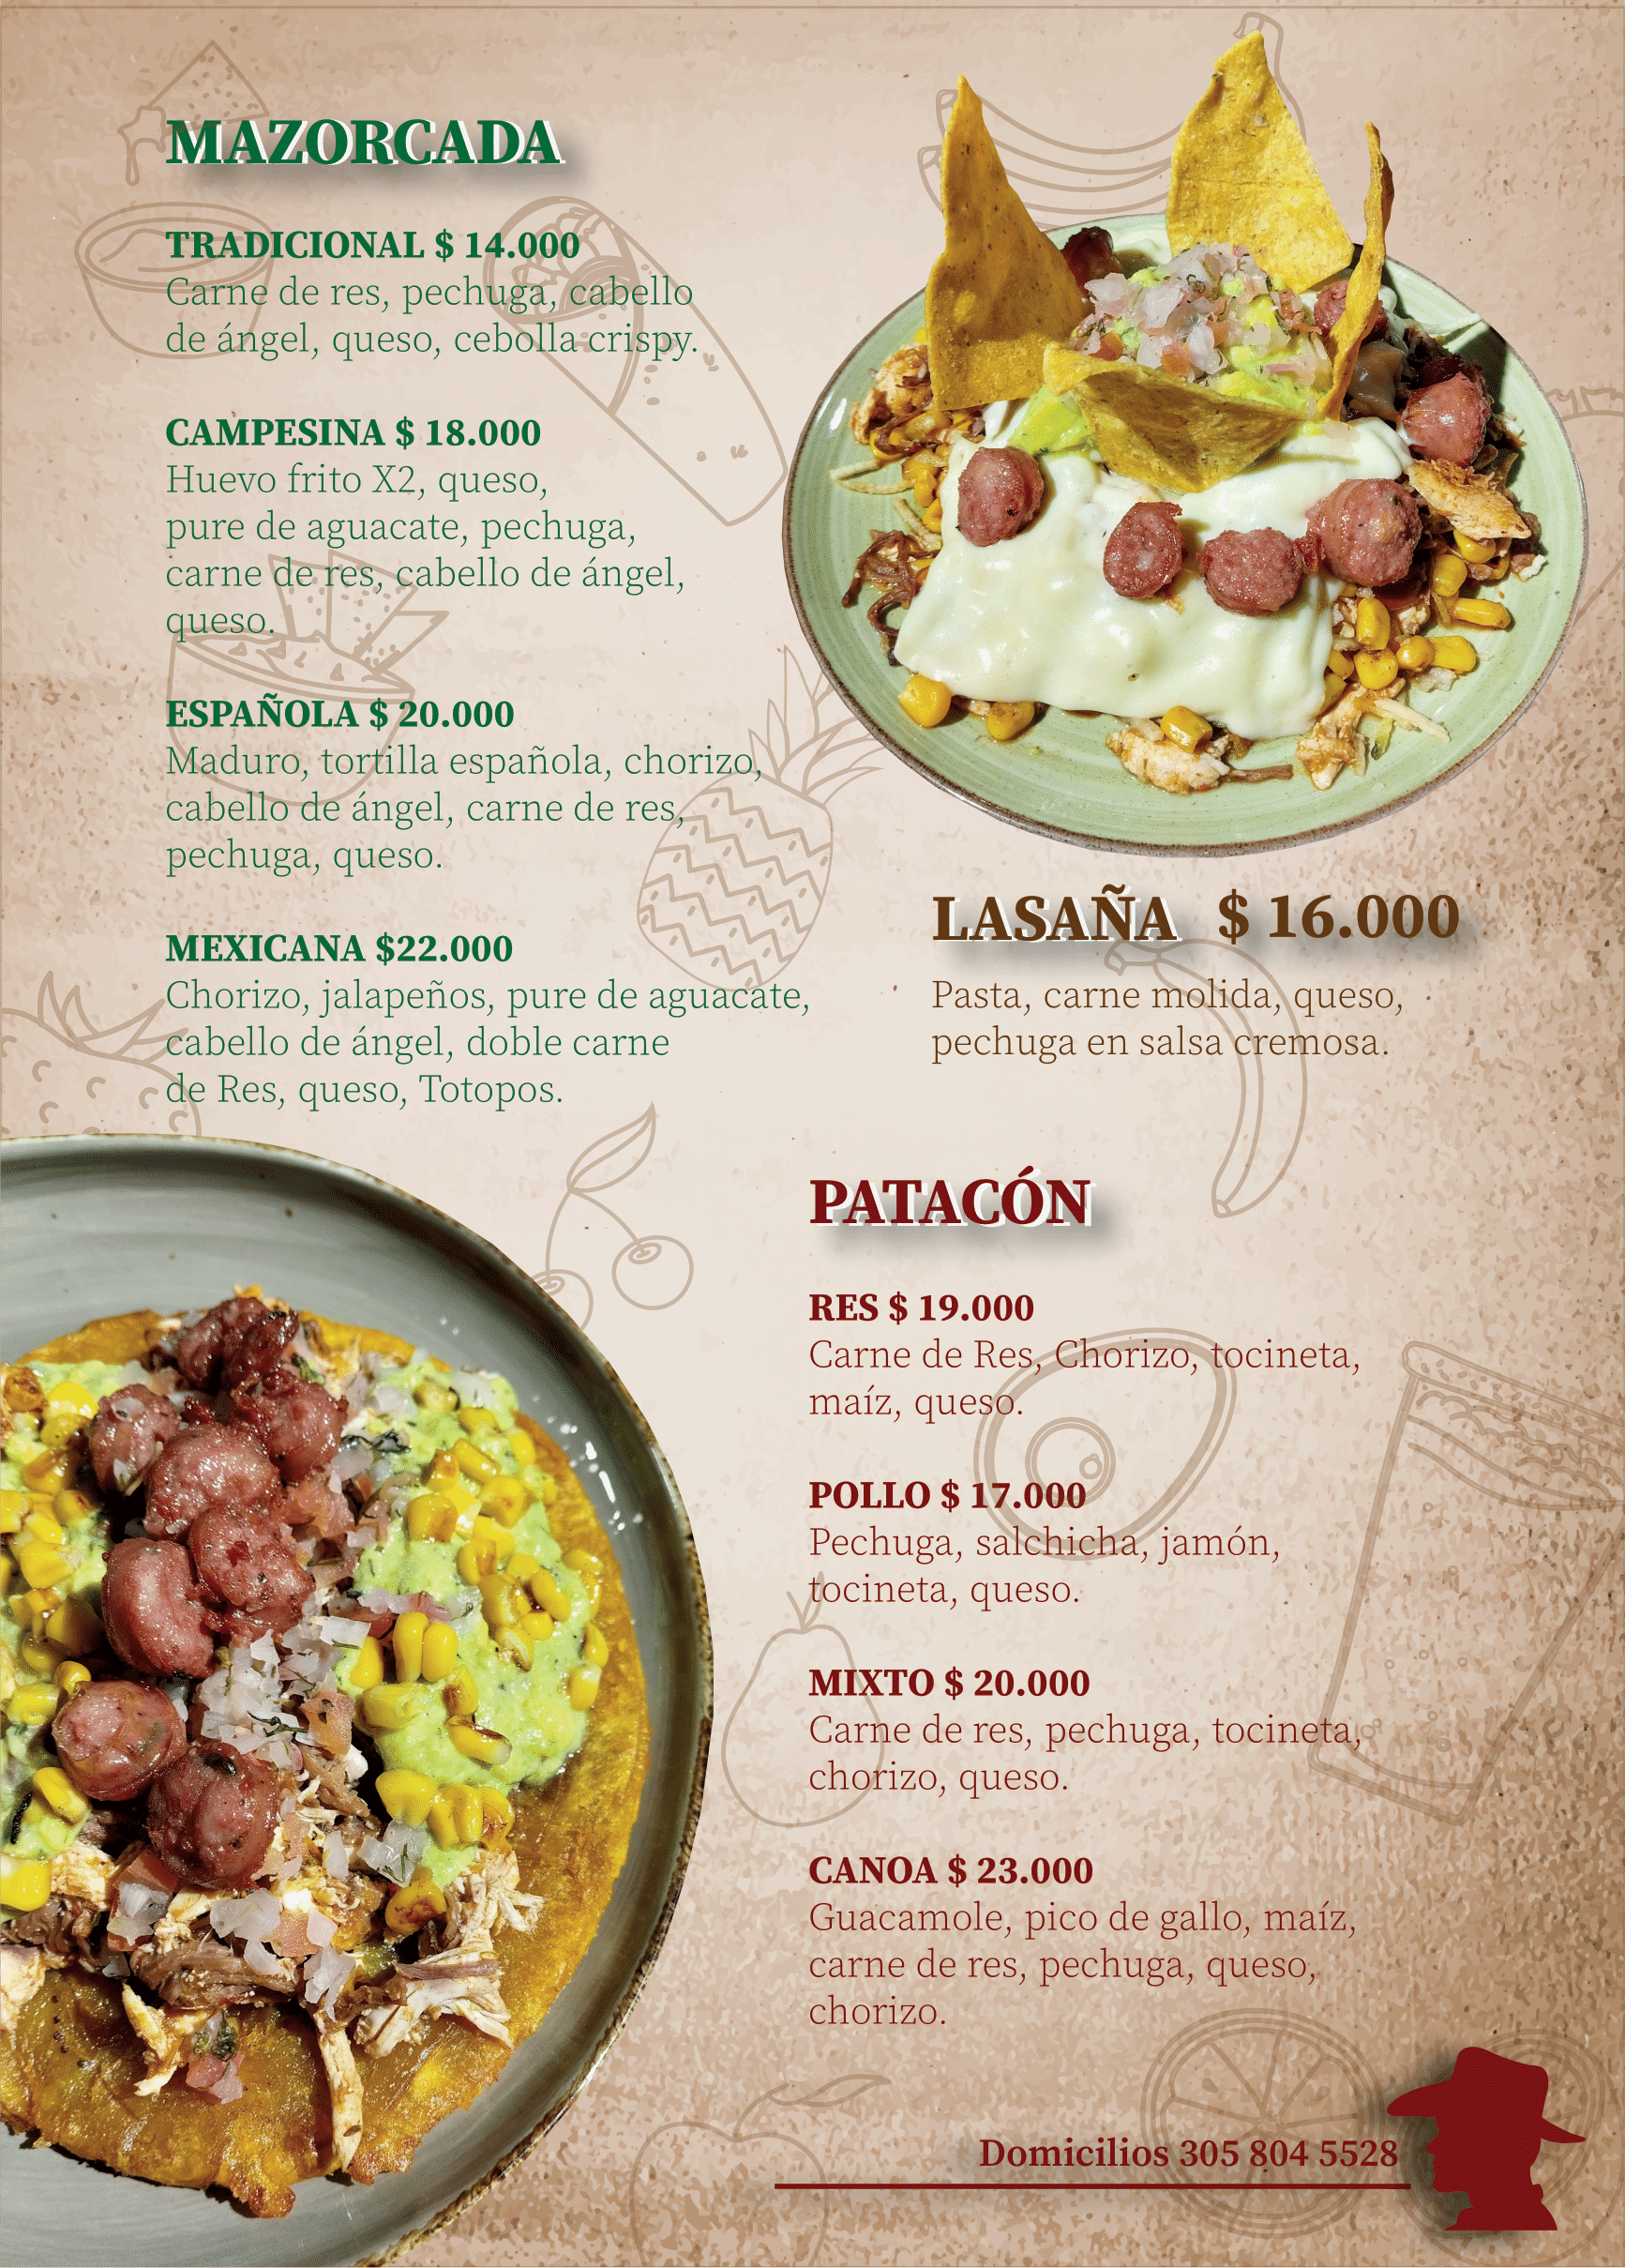 MAZORCADA
TRADICIONAL $ 14.000
Carne de res, pechuga, cabello
de ángel, queso, cebolla crispy.
CAMPESINA $ 18.000
Huevo frito X2, queso,
pure de aguacate, pechuga,
carne de res, cabello de ángel,
queso.
ESPAÑOLA $ 20.000
Maduro, tortilla española, chorizo,
cabello de ángel, carne de res,
pechuga, queso.
MEXICANA $22.000
Chorizo, jalapeños, pure de aguacate,
cabello de ángel, doble carne
de Res, queso, Totopos.
LASAÑA $ 16.000
Pasta, carne molida, queso,
pechuga en salsa cremosa.
PATACÓN
RES $ 19.000
Carne de Res, Chorizo, tocineta,
maíz, queso.
POLLO $ 17.000
Pechuga, salchicha, jamón,
tocineta, queso.
MIXTO $ 20.000
Carne de res, pechuga, tocineta,
chorizo, queso.
CANOA $ 23.000
Guacamole, pico de gallo, maíz,
carne de res, pechuga, queso,
chorizo.
Domicilios 305 804 5528